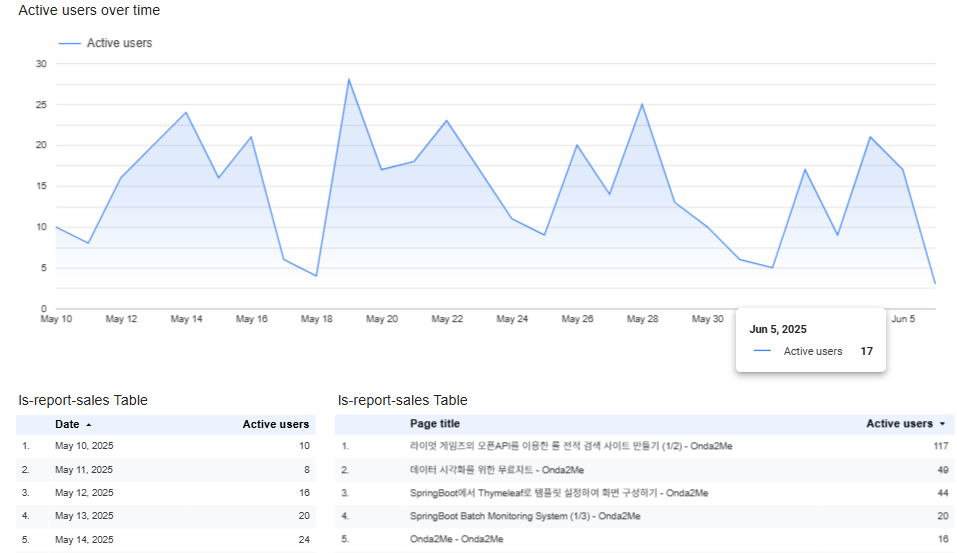 Active users over time
Active users
30
25
20
15
10
5
0
May 10 May 12 May 14 May 16 May 18 May 20 May 22 May 24 May 26 May 28 May 30 Jun 5
Jun 5, 2025
Active users 17
ls-report-sales Table
Date Active users
1. May 10, 2025 10
2. May 11, 2025 8
3. May 12, 2025 16
4. May 13, 2025 20
5. May 14, 2025 24
ls-report-sales Table
Page title Active users
1. 라이엇 게임즈의 오픈API를 이용한 롤 전적 검색 사이트 만들기 (1/2) - Onda2Me 117
2. 데이터 시각화를 위한 무료차트 - Onda2Me 49
3. SpringBoot에서 Thymeleaf로 템플릿 설정하여 화면 구성하기 - Onda2Me 44
4. SpringBoot Batch Monitoring System (1/3) - Onda2Me 20
5. Onda2Me - Onda2Me 16